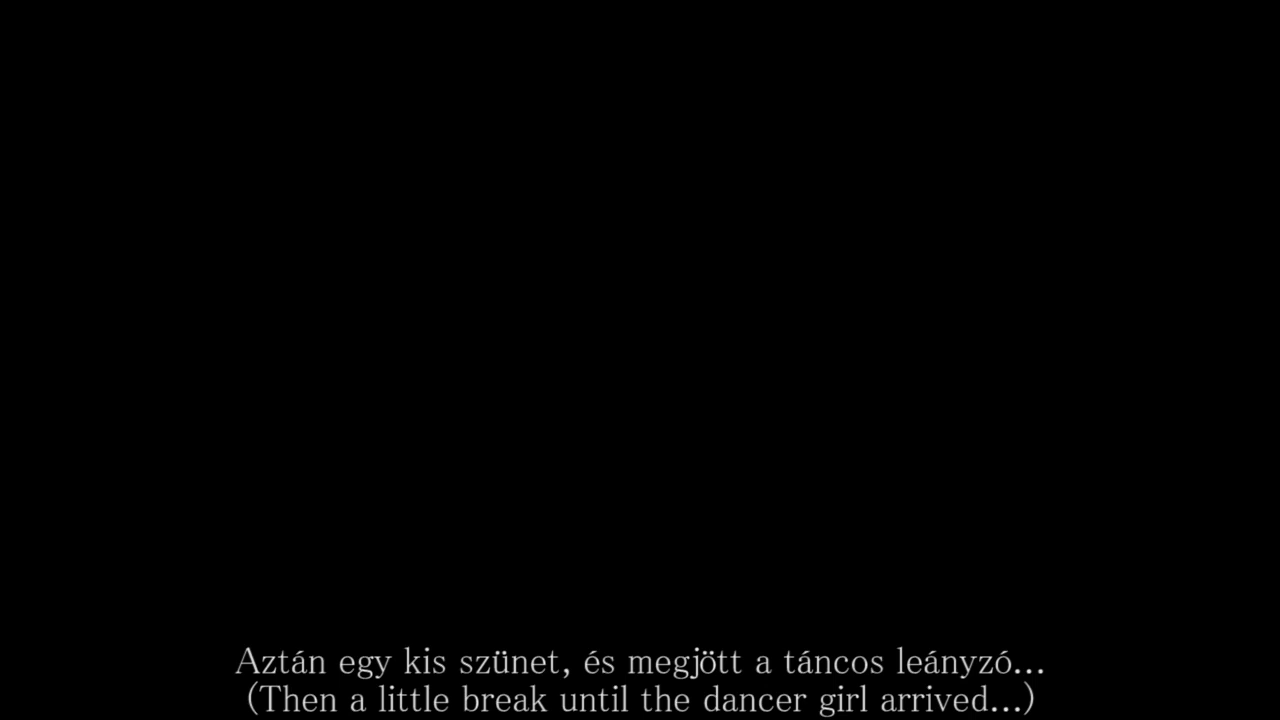 Aztán egy kis szünet, és megjött a táncos leányzó...
(Then a little break until the dancer girl arrived...)